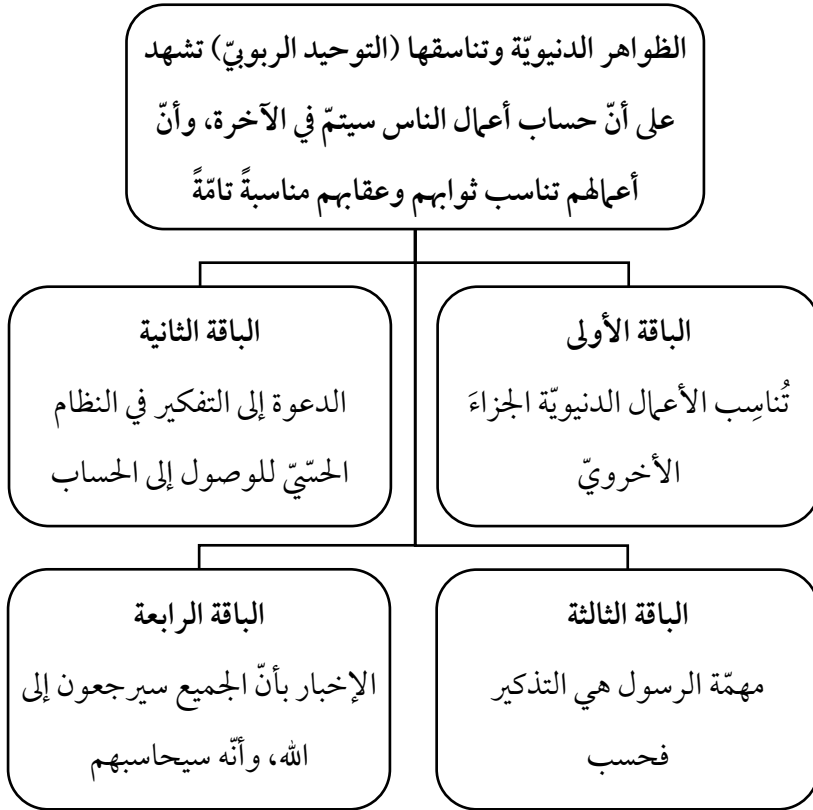 الظواهر الدنيويّة وتناسقها (التوحيد الربوبيّ) تشهد
على أنّ حساب أعمال الناس سيتمّ في الآخرة، وأنّ
أعمالهم تناسب ثوابهم وعقابهم مناسبةً تامّةً
الباقة الأولى
تُناسِب الأعمال الدنيويّة الجزاءَ
الأخرويّ
الباقة الثانية
الدعوة إلى التفكير في النظام
الحسّيّ للوصول إلى الحساب
الباقة الثالثة
مهمّة الرسول هي التذكير
فحسب
الباقة الرابعة
الإخبار بأنّ الجميع سيرجعون إلى
الله، وأنّه سيحاسبهم